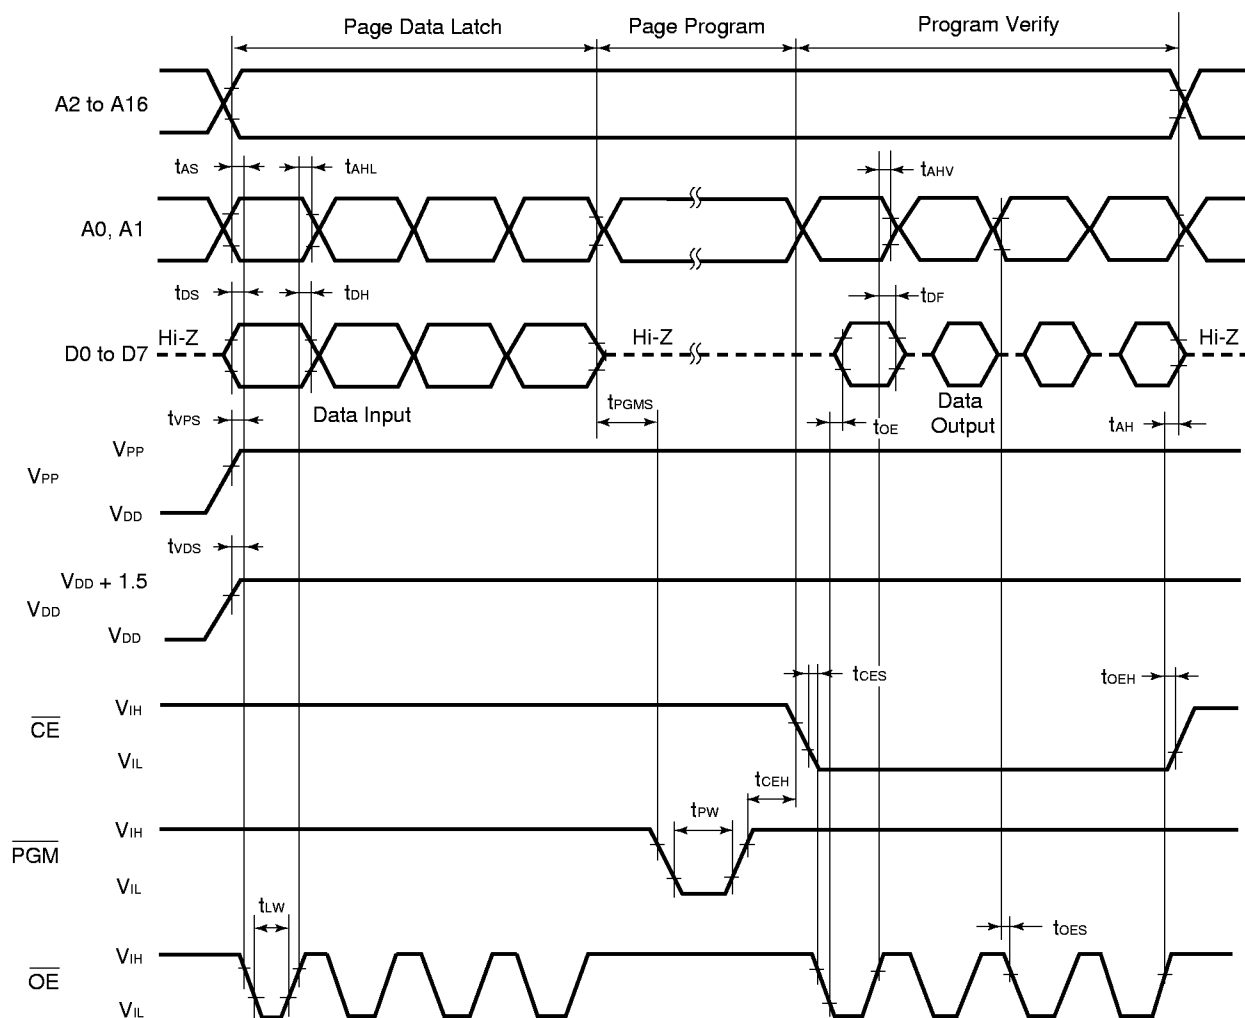 Page Data Latch Page Program Program Verify
A2 to A16
tAS tAHL tAHV
A0, A1
tDS tDH tDF
Hi-Z Hi-Z Hi-Z
D0 to D7
Data Input Data Output
tVPS tPGMS tOE tAH
VPP
VPP
VDD
tVDS
VDD + 1.5
VDD
VDD
tCES tOEH
VIH
CE
VIL
tCEH
tPW
VIH
PGM
VIL
tLW
tOES
VIH
OE
VIL